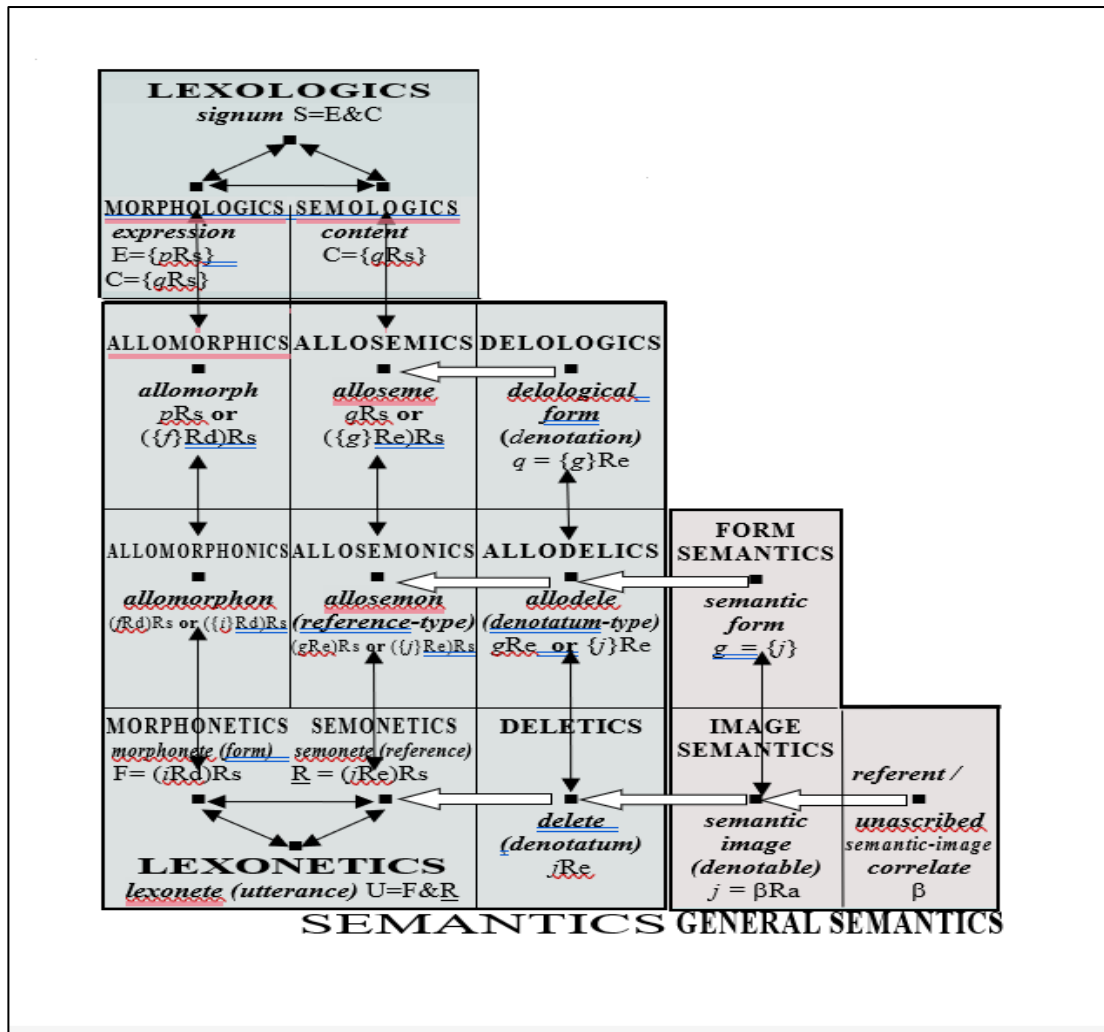 LEXOLOGICS
signum S=E&C
MORPHOLOGICS SEMOLOGICS
expression content
E={pRs} C={qRs}
C={qRs}
ALLOMORPHICS ALLOSEMICS DELOLOGICS
allomorph alloseme delological
pRs or qRs or form
({f}Rd)Rs ({g}Re)Rs (denotation)
q = {g}Re
ALLOMORPHONICS ALLOSEMONICS ALLODELICS FORM
SEMANTICS
allomorphon allosemon allodele semantic
(reference-type) (denotatum-type) form
(fRd)Rs or ({i}Rd)Rs (gRe)Rs or ({j}Re)Rs gRe or {j}Re g = {j}
MORPHONETICS SEMONETICS DELETICS IMAGE
SEMANTICS
morphonete (form) semonete (reference)
F= (iRd)Rs R = (jRe)Rs referent /
delete semantic unascribed
(denotatum) image semantic-image
LEXONETICS jRe (denotable) correlate
lexonete (utterance) U=F&R j = βRa β
SEMANTICS GENERAL SEMANTICS